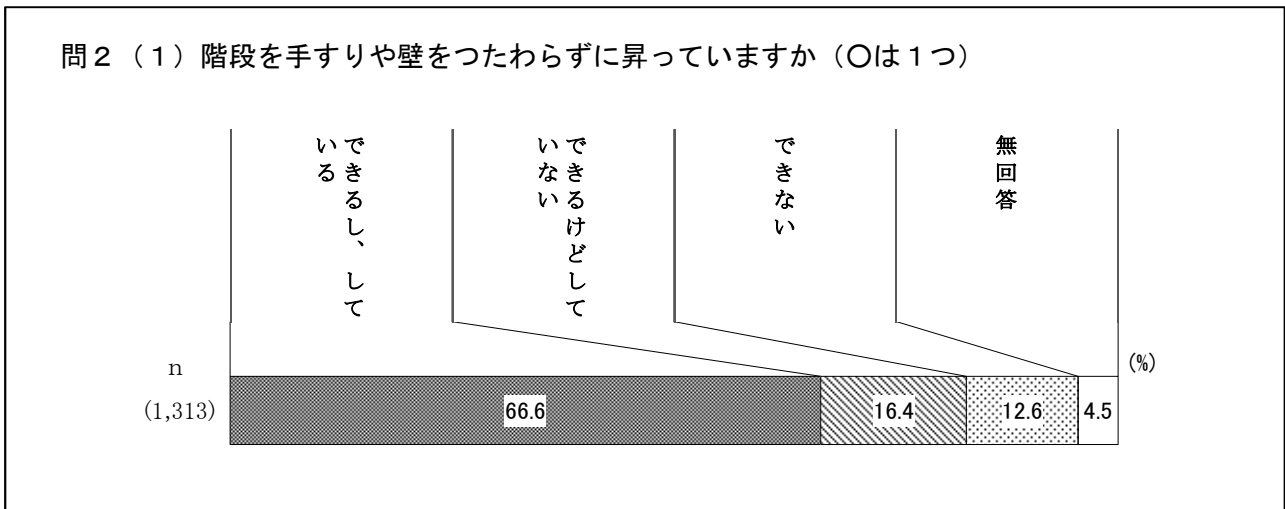 問２（１）階段を手すりや壁をつたわらずに昇っていますか（〇は１つ）
できるし、して
いる
できるけどして
いない
できない
無回答
(%)
n
(1,313)
66.6
16.4
12.6
4.5